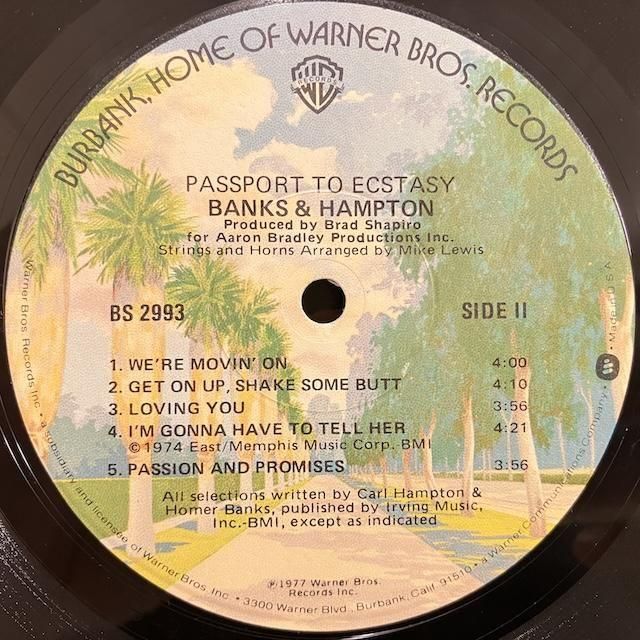 BURBANK, HOME OF WARNER BROS. RECORDS
WB
RECORDS
PASSPORT TO ECSTASY
BANKS & HAMPTON
Produced by Brad Shapiro
for Aaron Bradley Productions Inc.
Strings and Horns Arranged by Mike Lewis
BS 2993
SIDE II
1. WE'RE MOVIN' ON 4:00
2. GET ON UP, SHAKE SOME BUTT 4:10
3. LOVING YOU 3:56
4. I'M GONNA HAVE TO TELL HER 4:21
©1974 East/Memphis Music Corp. BMI
5. PASSION AND PROMISES 3:56
All selections written by Carl Hampton &
Homer Banks, published by Irving Music,
Inc.-BMI, except as indicated
℗1977 Warner Bros.
Records Inc.
Warner Bros. Records Inc. • a subsidiary and licensee of Warner Bros., Inc. • 3300 Warner Blvd., Burbank, Calif. 91510 • a Warner Communications Company • Made in U.S.A.